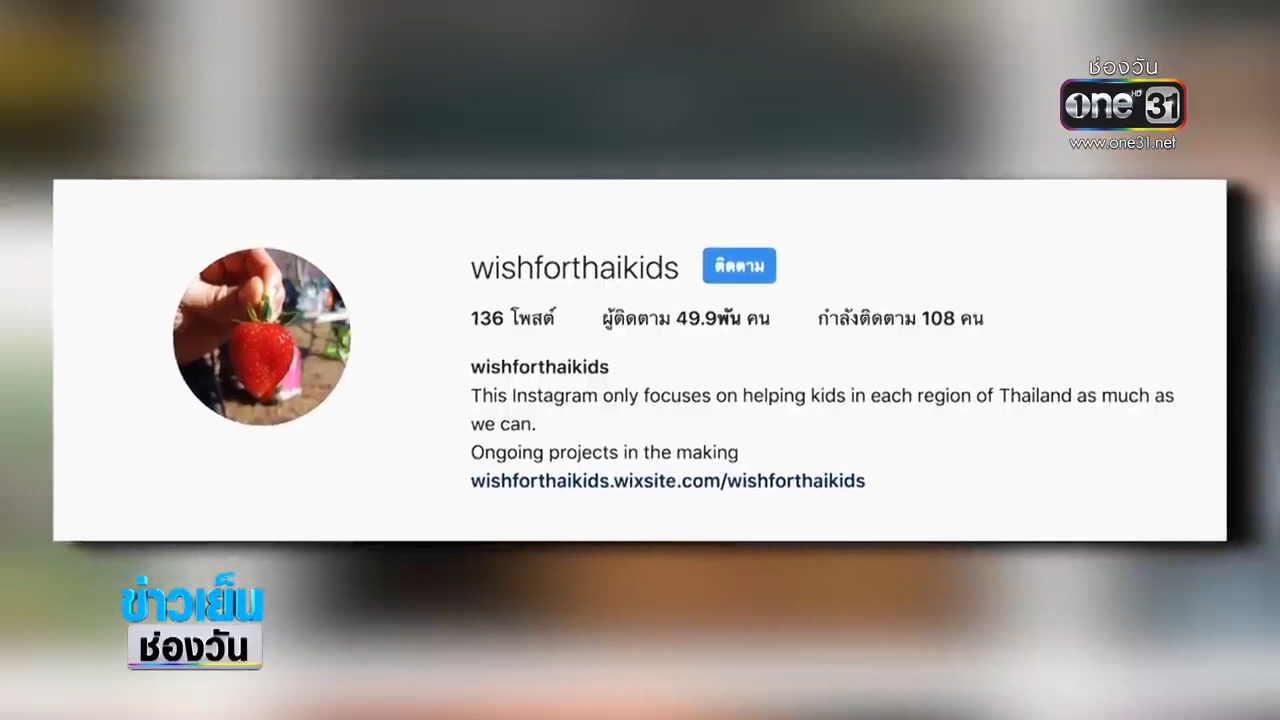 ช่องวัน
one HD 31
www.one31.net
wishforthaikids ติดตาม
136 โพสต์ ผู้ติดตาม 49.9พัน คน กำลังติดตาม 108 คน
wishforthaikids
This Instagram only focuses on helping kids in each region of Thailand as much as
we can.
Ongoing projects in the making
wishforthaikids.wixsite.com/wishforthaikids
ข่าวเย็น
ช่องวัน